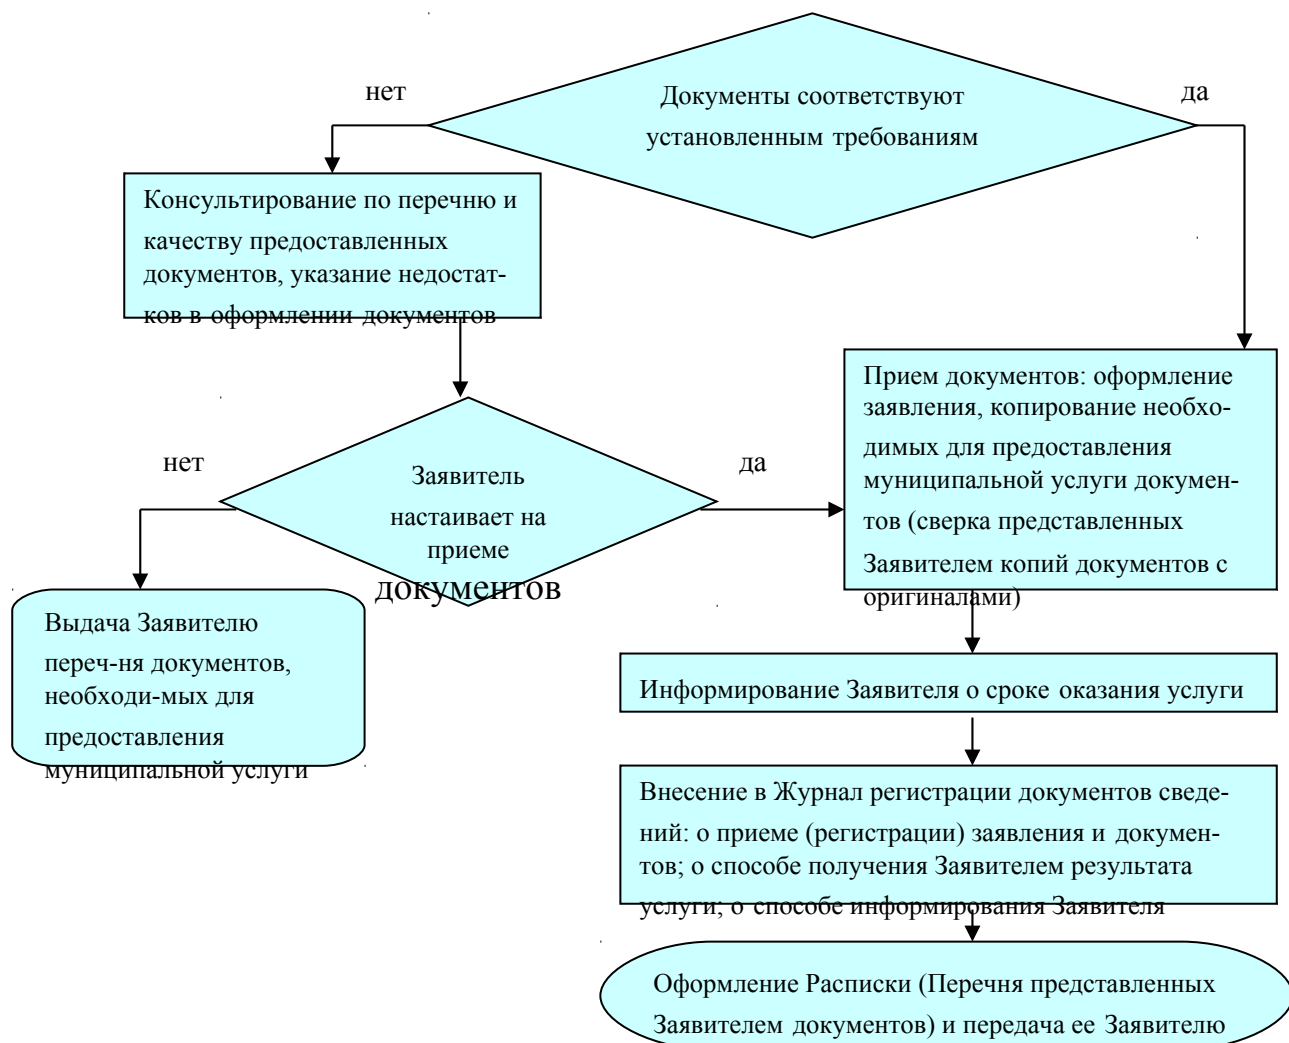 нет
Документы соответствуют
установленным требованиям
да
Консультирование по перечню и
качеству предоставленных
документов, указание недостат-
ков в оформлении документов
нет
Заявитель
настаивает на
приеме
документов
да
Прием документов: оформление
заявления, копирование необхо-
димых для предоставления
муниципальной услуги докумен-
тов (сверка представленных
Заявителем копий документов с
оригиналами)
Выдача Заявителю
переч-ня документов,
необходи-мых для
предоставления
муниципальной услуги
Информирование Заявителя о сроке оказания услуги
Внесение в Журнал регистрации документов сведе-
ний: о приеме (регистрации) заявления и докумен-
тов; о способе получения Заявителем результата
услуги; о способе информирования Заявителя
Оформление Расписки (Перечня представленных
Заявителем документов) и передача ее Заявителю